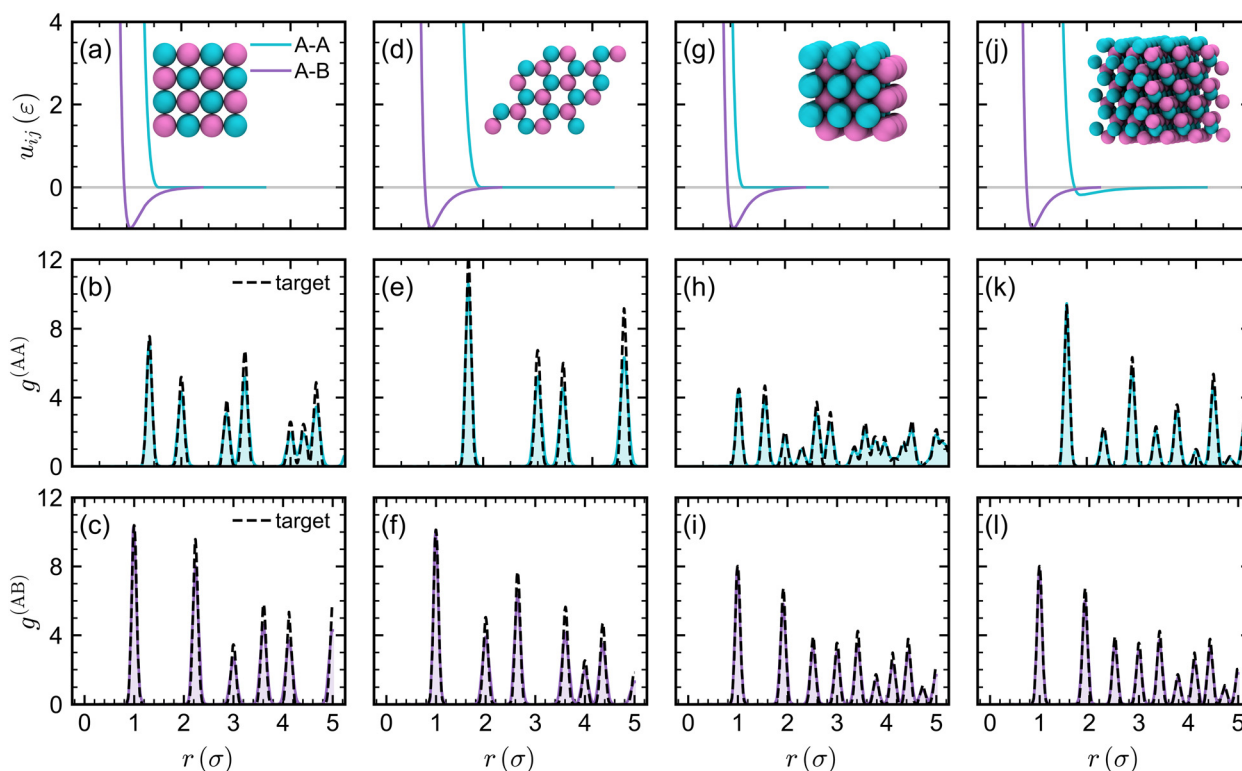 (a) A-A A-B (d) (g) (j)
4
2
0
u_ij (ε)
(b) target (e) (h) (k)
12
8
4
0
g^(AA)
(c) target (f) (i) (l)
12
8
4
0
g^(AB)
0 1 2 3 4 5 0 1 2 3 4 5 0 1 2 3 4 5 0 1 2 3 4 5
r (σ) r (σ) r (σ) r (σ)